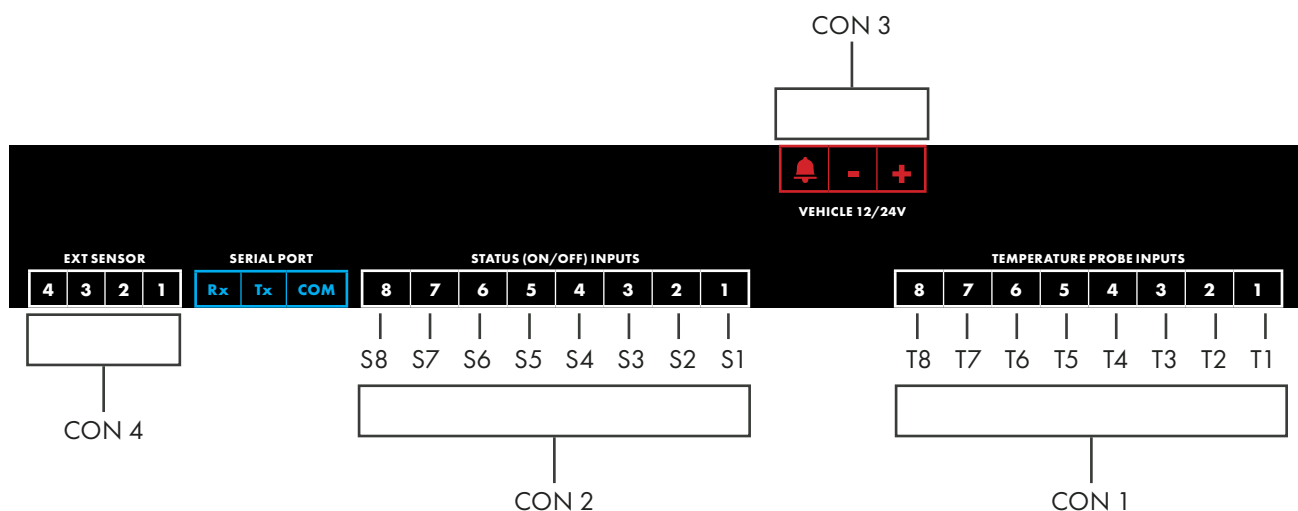 CON 3
- +
VEHICLE 12/24V
EXT SENSOR SERIAL PORT STATUS (ON/OFF) INPUTS TEMPERATURE PROBE INPUTS
4 3 2 1 Rx Tx COM 8 7 6 5 4 3 2 1 8 7 6 5 4 3 2 1
S8 S7 S6 S5 S4 S3 S2 S1 T8 T7 T6 T5 T4 T3 T2 T1
CON 4
CON 2 CON 1